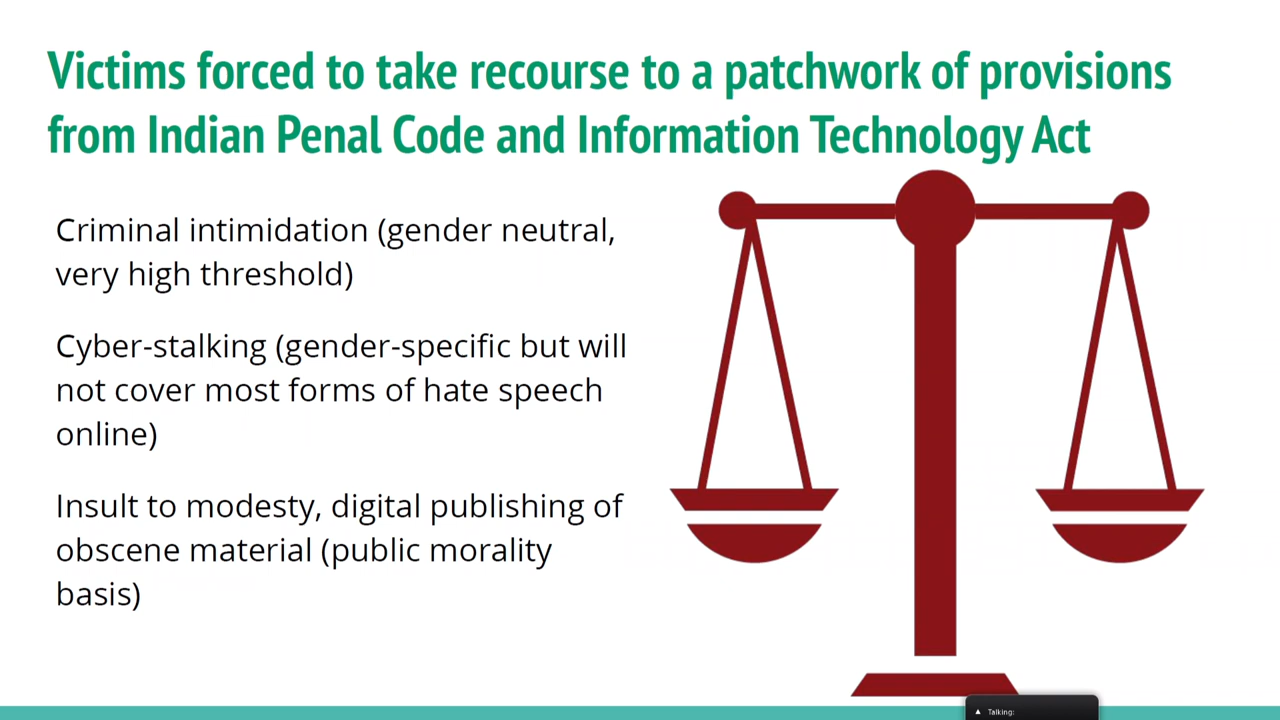 Victims forced to take recourse to a patchwork of provisions
from Indian Penal Code and Information Technology Act
Criminal intimidation (gender neutral,
very high threshold)
Cyber-stalking (gender-specific but will
not cover most forms of hate speech
online)
Insult to modesty, digital publishing of
obscene material (public morality
basis)
Talking: